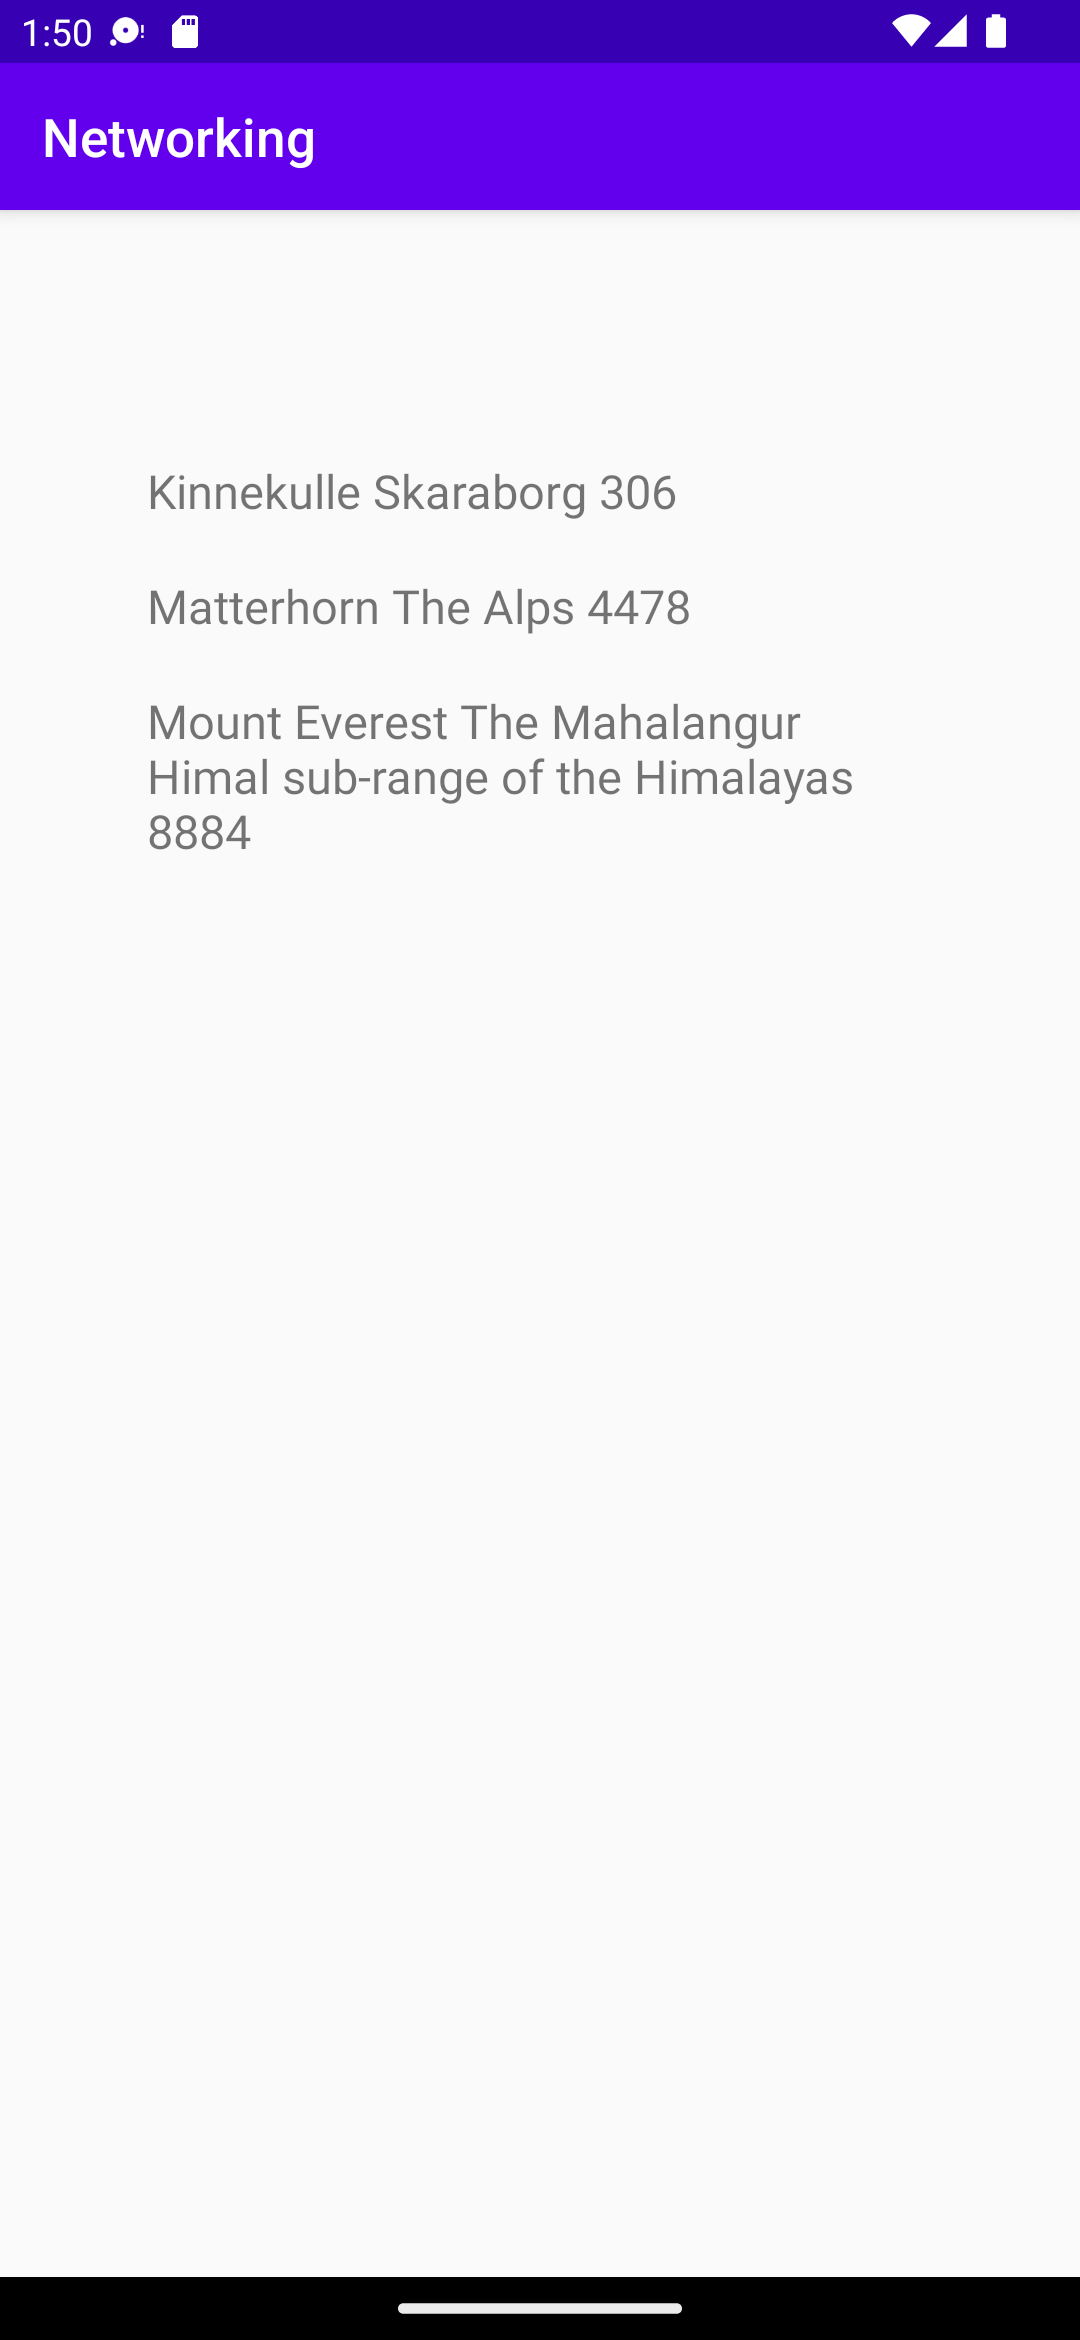 1:50
Networking
Kinnekulle Skaraborg 306
Matterhorn The Alps 4478
Mount Everest The Mahalangur
Himal sub-range of the Himalayas
8884